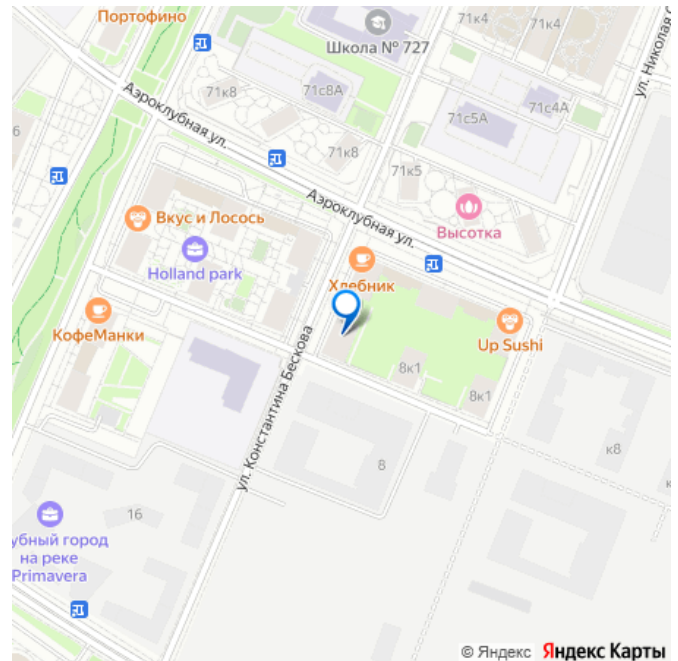 Портофино
71к4
71к4
Школа № 727
ул. Николая С
Аэроклубная ул.
71к8
71с8А
71с4А
71с5А
6
71к8
71к5
Аэроклубная ул.
Вкус и Лосось
Высотка
Holland park
Хлебник
КофеМанки
Up Sushi
ул. Константина Бескова
8к1
8к1
8
к8
к
16
убный город
на реке
Primavera
© Яндекс Яндекс Карты